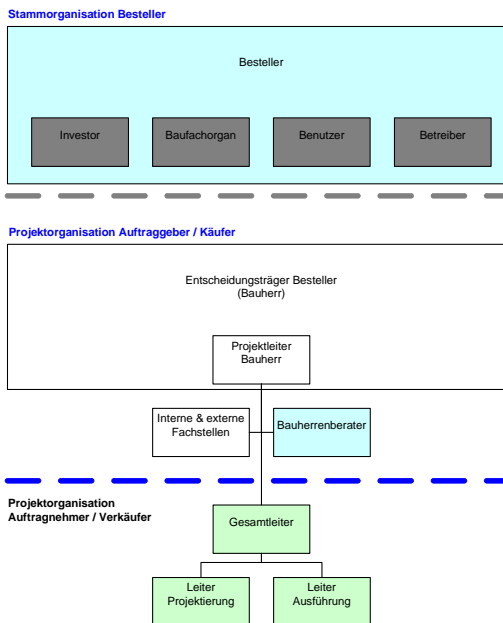 Stammorganisation Besteller
Besteller
Investor
Baufachorgan
Benutzer
Betreiber
Projektorganisation Auftraggeber / Käufer
Entscheidungsträger Besteller
(Bauherr)
Projektleiter
Bauherr
Interne & externe
Fachstellen
Bauherrenberater
Projektorganisation
Auftragnehmer / Verkäufer
Gesamtleiter
Leiter
Projektierung
Leiter
Ausführung